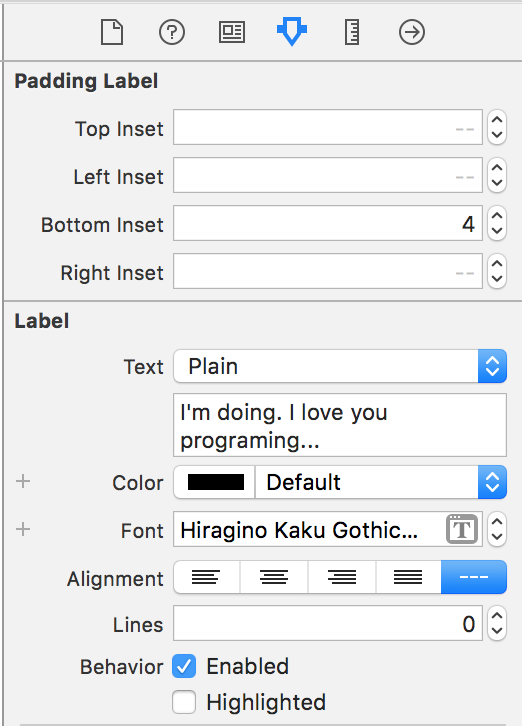 Padding Label
Top Inset --
Left Inset --
Bottom Inset 4
Right Inset --
Label
Text Plain
I'm doing. I love you
programing...
+ Color Default
+ Font Hiragino Kaku Gothic... T
Alignment ---
Lines 0
Behavior Enabled
Highlighted